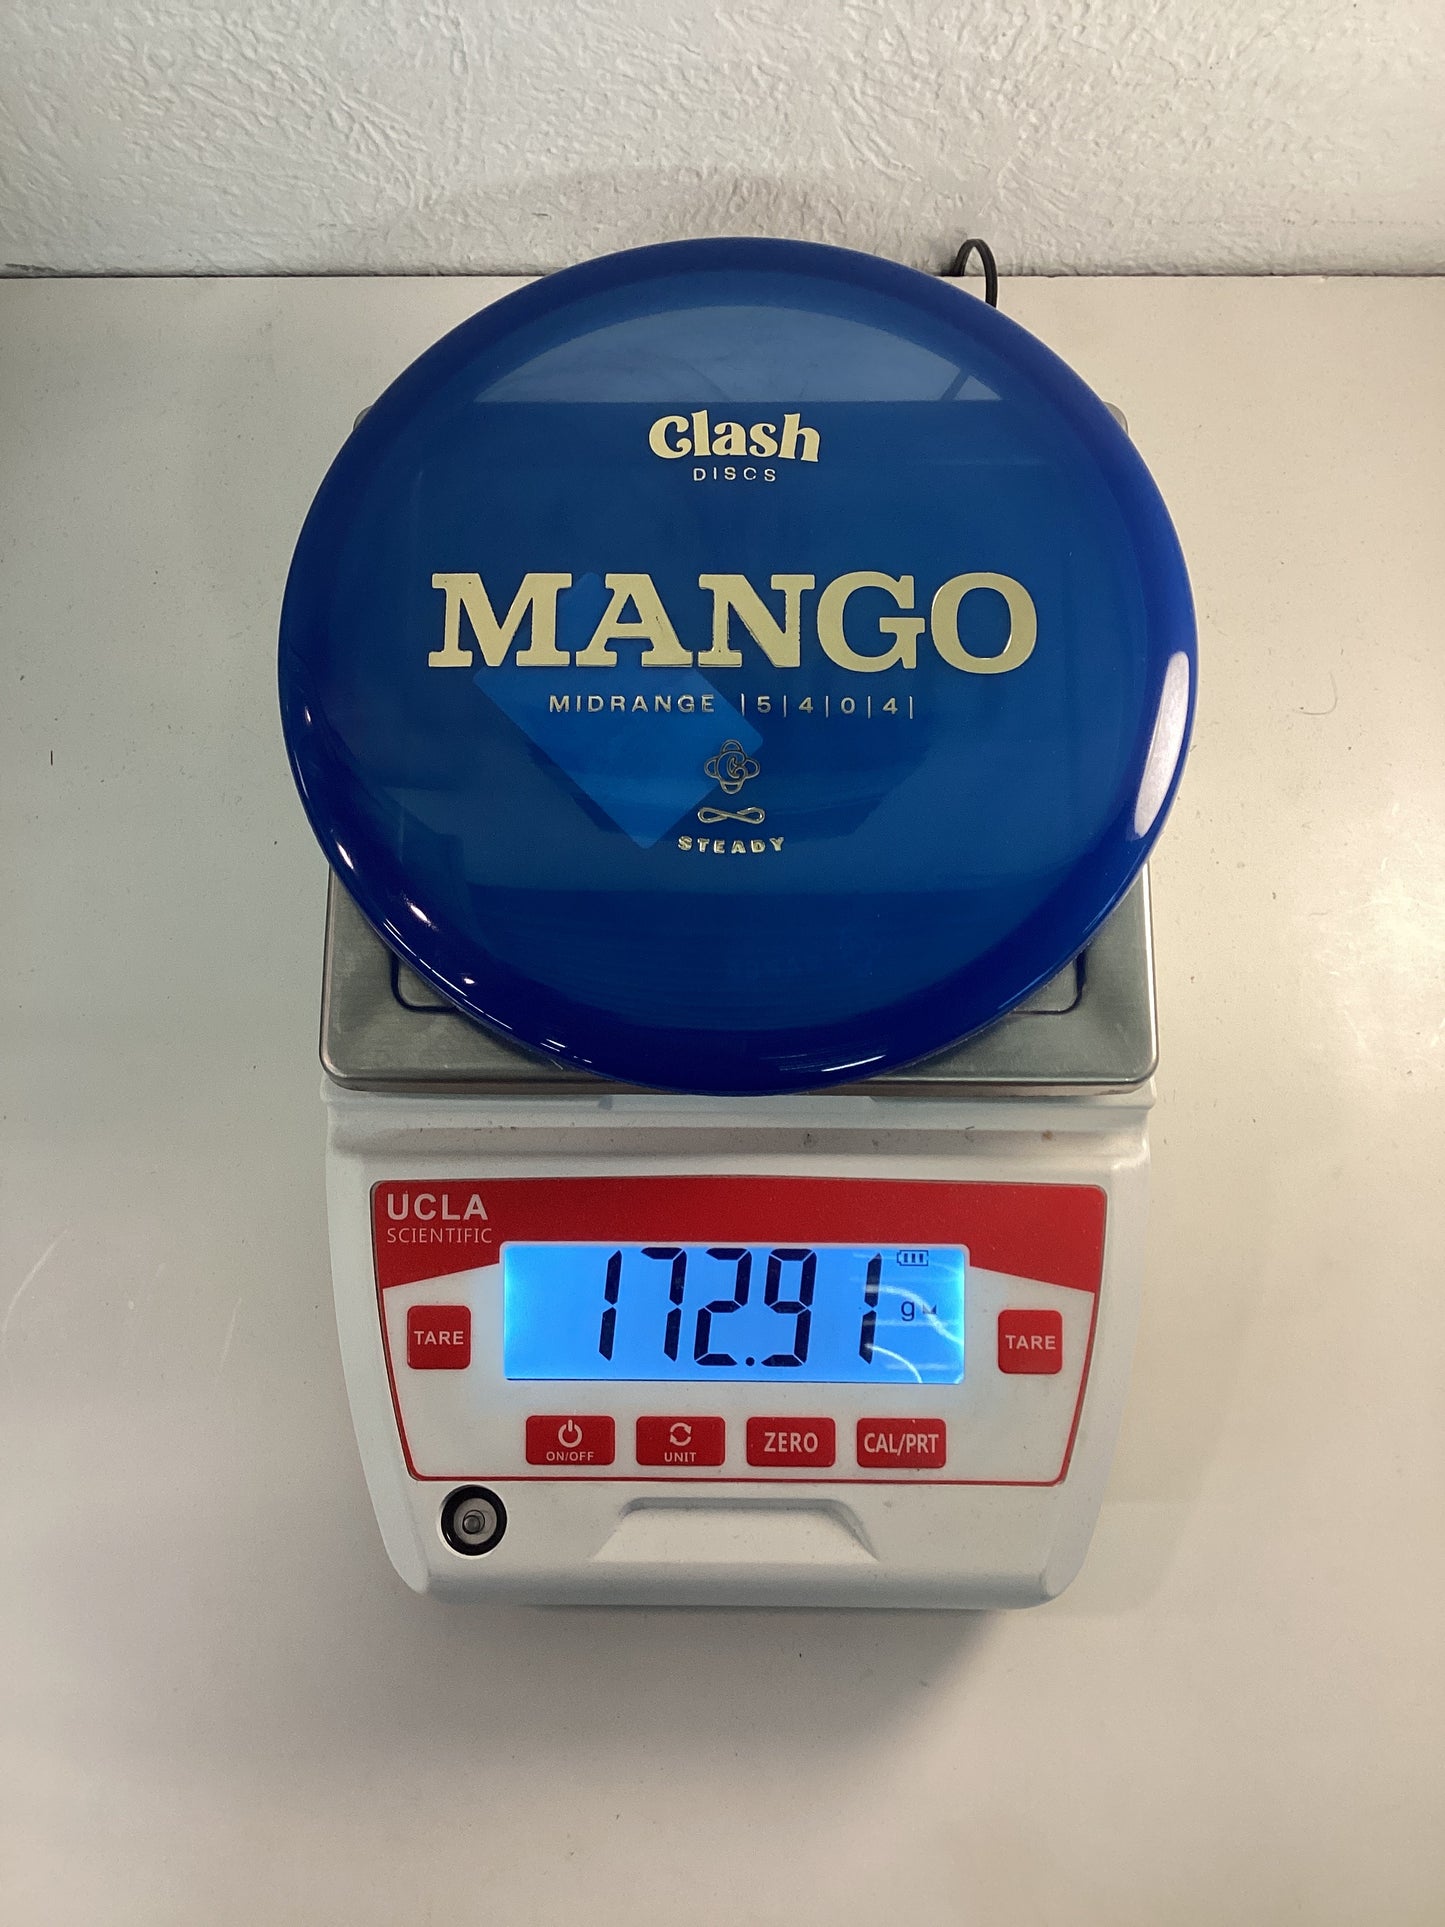 Clash
DISCS
MANGO
MIDRANGE |5|4|0|4|
STEADY
UCLA
SCIENTIFIC
172.91 g
TARE
TARE
ON/OFF
UNIT
ZERO
CAL/PRT